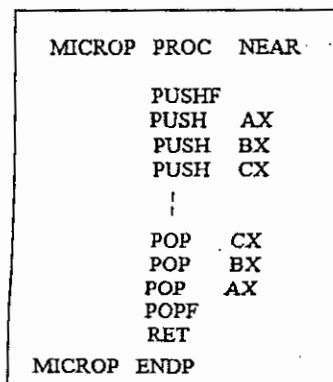 MICROP PROC NEAR
PUSHF
PUSH AX
PUSH BX
PUSH CX
POP CX
POP BX
POP AX
POPF
RET
MICROP ENDP